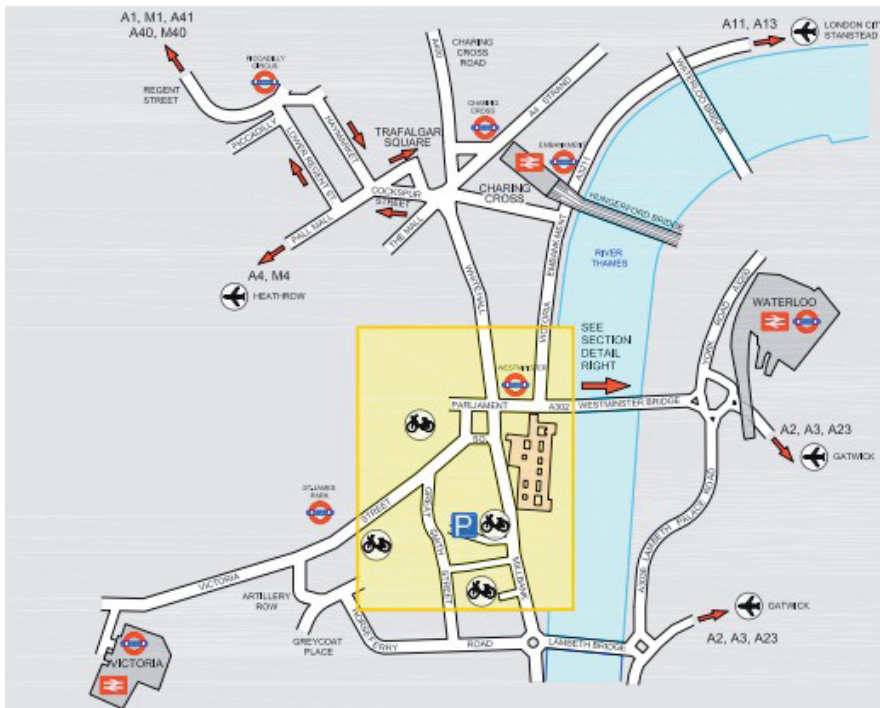 A1, M1, A41
A40, M40
A11, A13
LONDON CITY
STANSTEAD
A400
CHARING
CROSS
ROAD
PICCADILLY
CIRCUS
REGENT
STREET
A4 STRAND
WATERLOO BRIDGE
PICCADILLY
HAYMARKET
LOWER REGENT ST
CHARING
CROSS
TRAFALGAR
SQUARE
EMBANKMENT
A3211
COCKSPUR
STREET
CHARING
CROSS
HUNGERFORD BRIDGE
PALL MALL
THE MALL
A4, M4
HEATHROW
WHITEHALL
VICTORIA EMBANKMENT
RIVER
THAMES
WATERLOO
YORK ROAD A3200
SEE
SECTION
DETAIL
RIGHT
WESTMINSTER
PARLIAMENT
SQ.
A302
WESTMINSTER BRIDGE
A2, A3, A23
GATWICK
ST.JAMES
PARK
VICTORIA STREET
GREAT SMITH STREET
P
MILLBANK
A3036 LAMBETH PALACE ROAD
ARTILLERY
ROW
GREYCOAT
PLACE
HORSEFERRY ROAD
LAMBETH BRIDGE
GATWICK
A2, A3, A23
VICTORIA